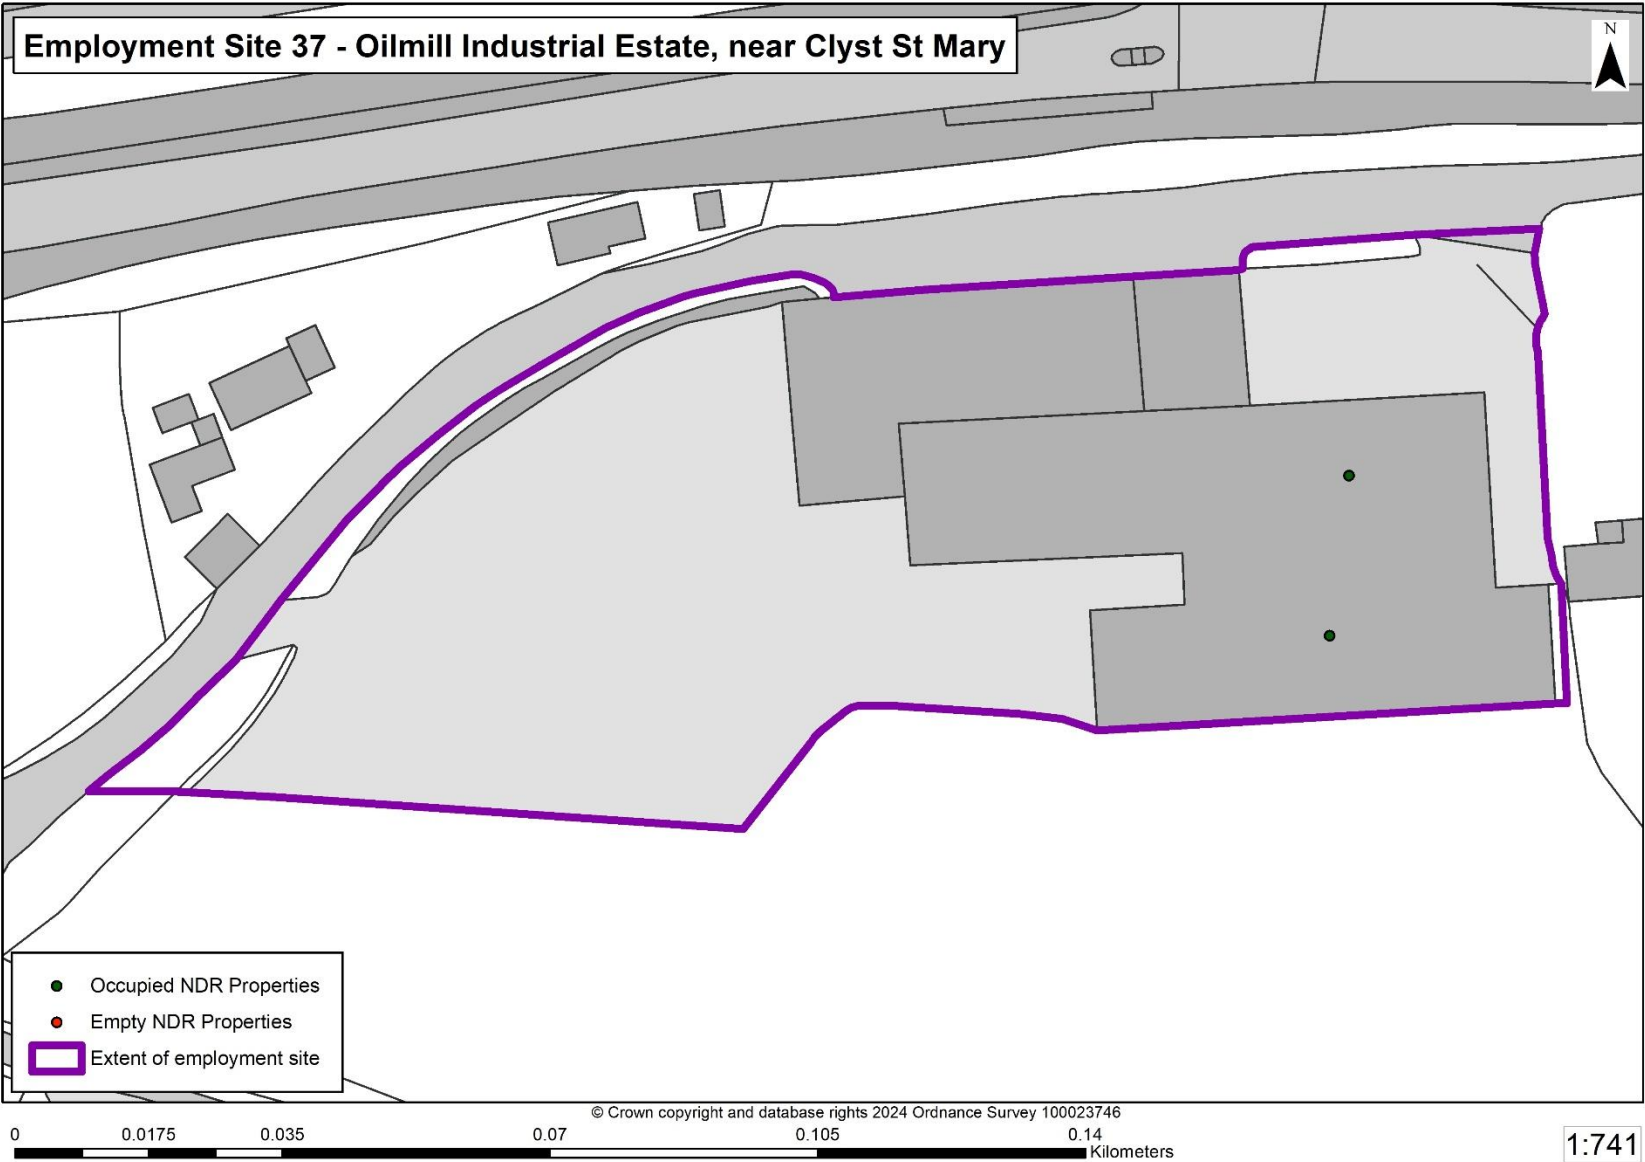 Employment Site 37 - Oilmill Industrial Estate, near Clyst St Mary
N
Occupied NDR Properties
Empty NDR Properties
Extent of employment site
© Crown copyright and database rights 2024 Ordnance Survey 100023746
0 0.0175 0.035 0.07 0.105 0.14
Kilometers
1:741